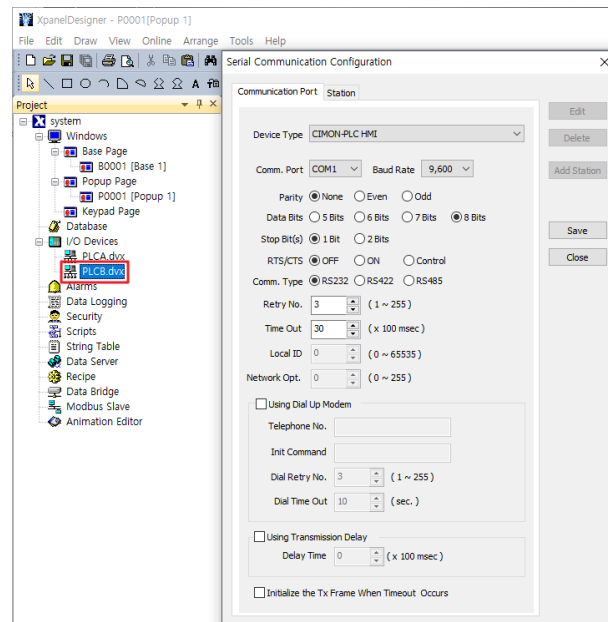 XpanelDesigner - P0001[Popup 1]
File Edit Draw View Online Arrange Tools Help
Project
system
Windows
Base Page
B0001 [Base 1]
Popup Page
P0001 [Popup 1]
Keypad Page
Database
I/O Devices
PLCA.dvx
PLCB.dvx
Alarms
Data Logging
Security
Scripts
String Table
Data Server
Recipe
Data Bridge
Modbus Slave
Animation Editor
Serial Communication Configuration
Communication Port Station
Device Type CIMON-PLC HMI
Comm. Port COM1 Baud Rate 9,600
Parity None Even Odd
Data Bits 5 Bits 6 Bits 7 Bits 8 Bits
Stop Bit(s) 1 Bit 2 Bits
RTS/CTS OFF ON Control
Comm. Type RS232 RS422 RS485
Retry No. 3 ( 1 ~ 255 )
Time Out 30 ( x 100 msec )
Local ID 0 ( 0 ~ 65535 )
Network Opt. 0 ( 0 ~ 255 )
Using Dial Up Modem
Telephone No.
Init Command
Dial Retry No. 3 ( 1 ~ 255 )
Dial Time Out 10 ( sec. )
Using Transmission Delay
Delay Time 0 ( x 100 msec )
Initialize the Tx Frame When Timeout Occurs
Edit
Delete
Add Station
Save
Close